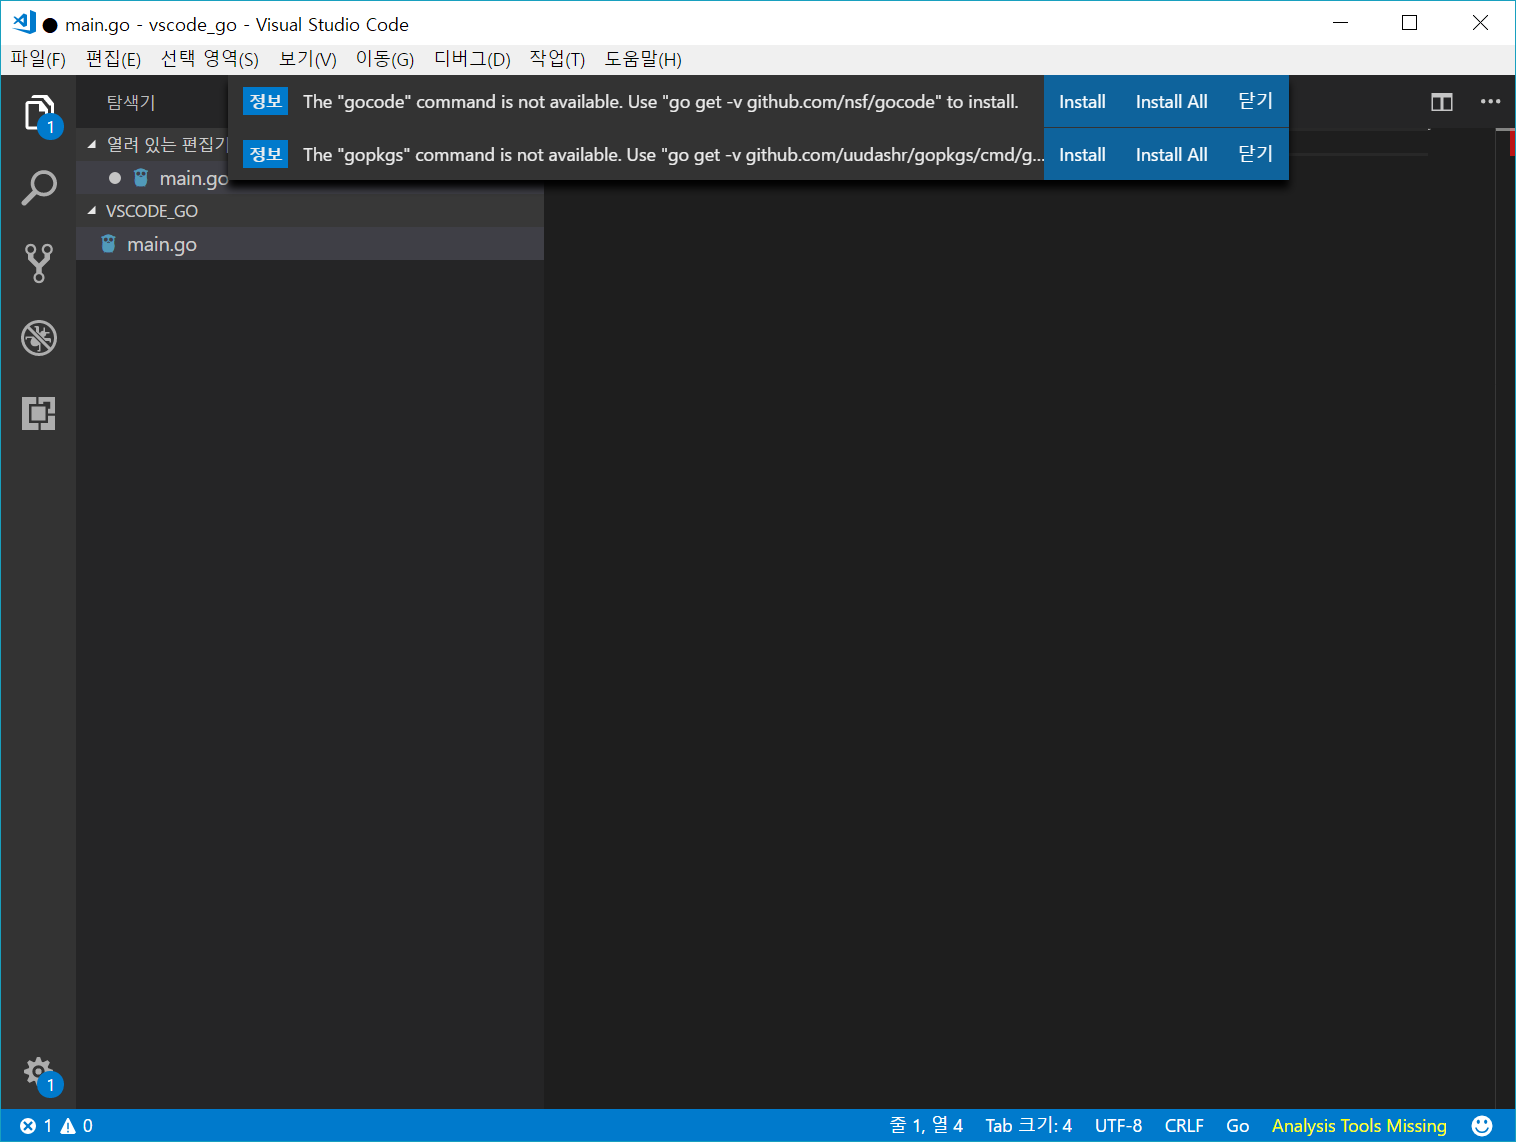 main.go - vscode_go - Visual Studio Code
파일(F) 편집(E) 선택 영역(S) 보기(V) 이동(G) 디버그(D) 작업(T) 도움말(H)
탐색기
정보 The "gocode" command is not available. Use "go get -v github.com/nsf/gocode" to install. Install Install All 닫기
정보 The "gopkgs" command is not available. Use "go get -v github.com/uudashr/gopkgs/cmd/g... Install Install All 닫기
1
열려 있는 편집기
main.go
VSCODE_GO
main.go
1
1 0 줄 1, 열 4 Tab 크기: 4 UTF-8 CRLF Go Analysis Tools Missing